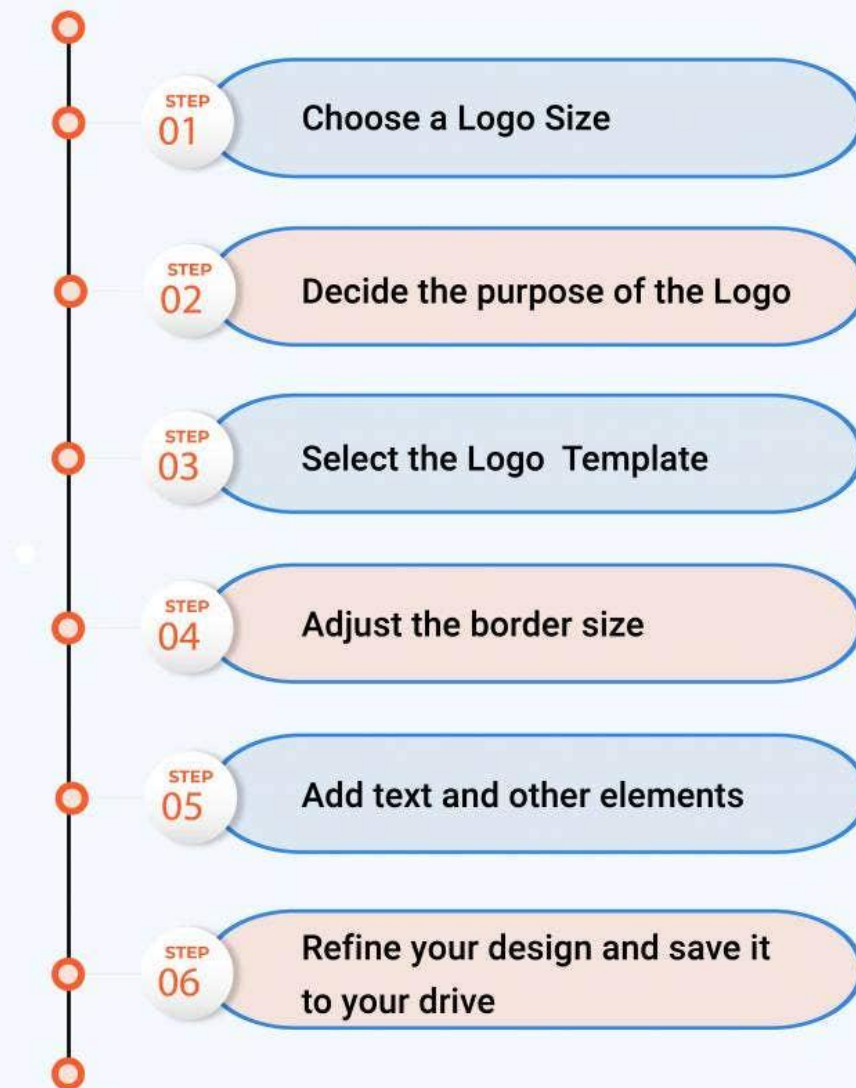 STEP
01
Choose a Logo Size
STEP
02
Decide the purpose of the Logo
STEP
03
Select the Logo  Template
STEP
04
Adjust the border size
STEP
05
Add text and other elements
STEP
06
Refine your design and save it
to your drive